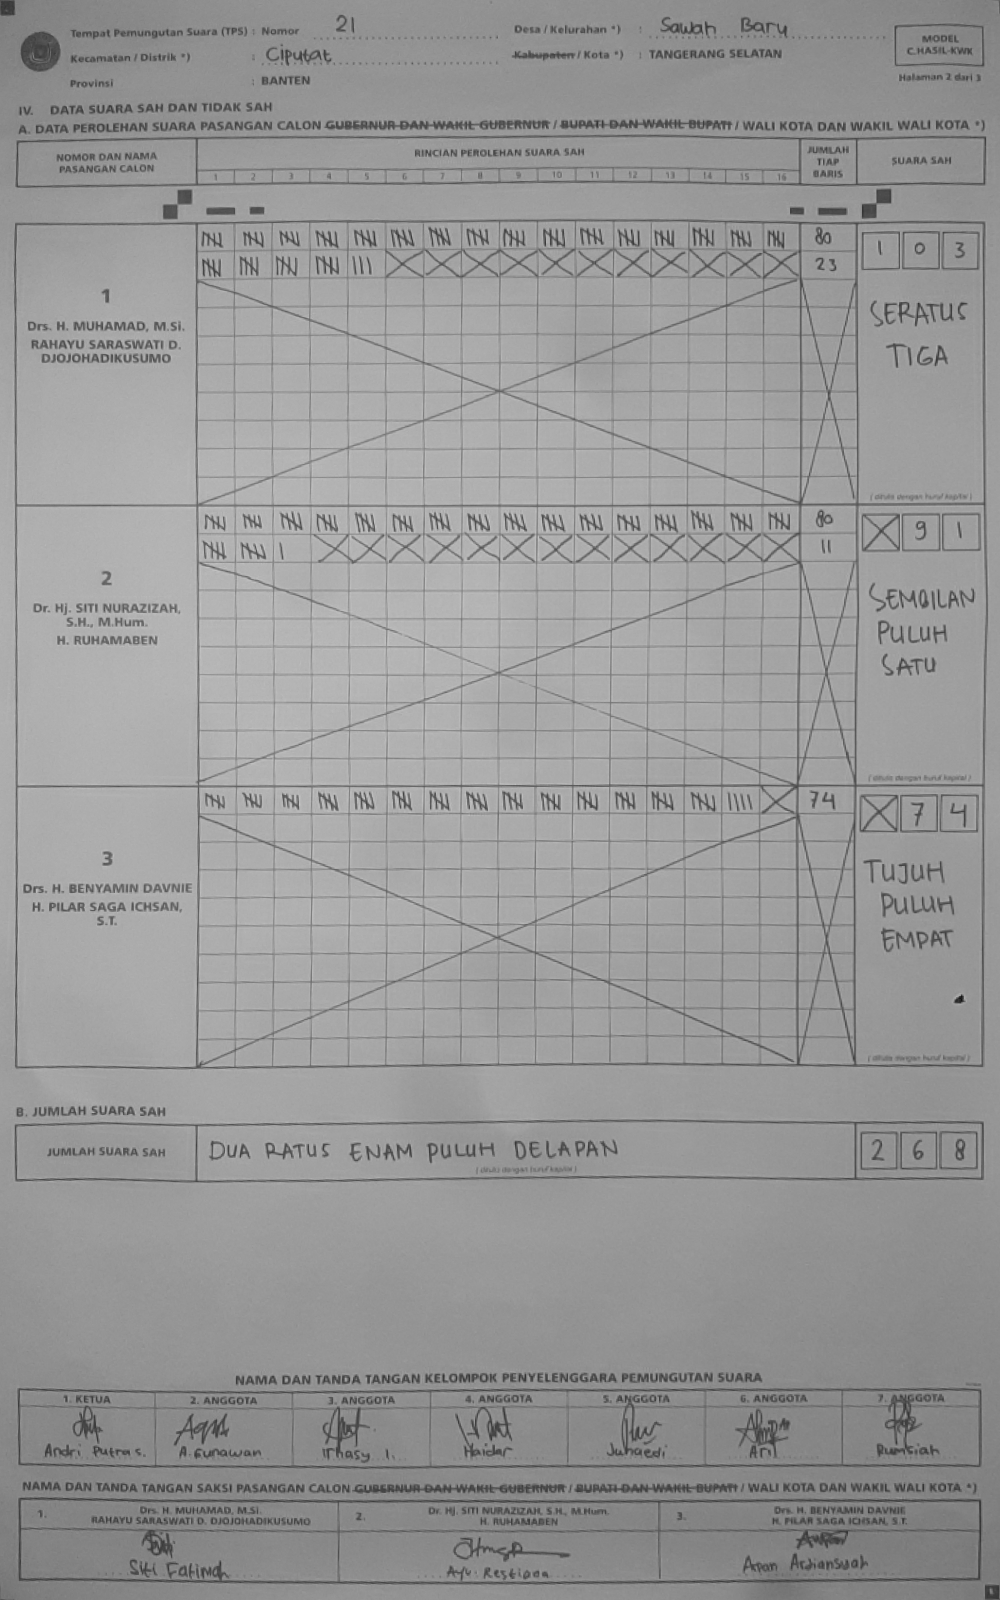 Tempat Pemungutan Suara (TPS) : Nomor 21 Desa / Kelurahan *) : Sawah Baru
Kecamatan / Distrik *) : Ciputat Kabupaten / Kota *) : TANGERANG SELATAN
Provinsi : BANTEN
MODEL
C.HASIL-KWK
Halaman 2 dari 3
IV. DATA SUARA SAH DAN TIDAK SAH
A. DATA PEROLEHAN SUARA PASANGAN CALON GUBERNUR DAN WAKIL GUBERNUR / BUPATI DAN WAKIL BUPATI / WALI KOTA DAN WAKIL WALI KOTA *)
NOMOR DAN NAMA
PASANGAN CALON
RINCIAN PEROLEHAN SUARA SAH
1 2 3 4 5 6 7 8 9 10 11 12 13 14 15 16
JUMLAH
TIAP
BARIS
SUARA SAH
1
Drs. H. MUHAMAD, M.Si.
RAHAYU SARASWATI D.
DJOJOHADIKUSUMO
80
23
1 0 3
SERATUS
TIGA
( ditulis dengan huruf kapital )
2
Dr. Hj. SITI NURAZIZAH,
S.H., M.Hum.
H. RUHAMABEN
80
11
X 9 1
SEMBILAN
PULUH
SATU
( ditulis dengan huruf kapital )
3
Drs. H. BENYAMIN DAVNIE
H. PILAR SAGA ICHSAN,
S.T.
74
X 7 4
TUJUH
PULUH
EMPAT
( ditulis dengan huruf kapital )
B. JUMLAH SUARA SAH
JUMLAH SUARA SAH DUA RATUS ENAM PULUH DELAPAN 2 6 8
( ditulis dengan huruf kapital )
NAMA DAN TANDA TANGAN KELOMPOK PENYELENGGARA PEMUNGUTAN SUARA
1. KETUA 2. ANGGOTA 3. ANGGOTA 4. ANGGOTA 5. ANGGOTA 6. ANGGOTA 7. ANGGOTA
Andri Putra S. A. Gunawan Irhasy I. Haidar Juhaedi Aril Rumsiah
NAMA DAN TANDA TANGAN SAKSI PASANGAN CALON GUBERNUR DAN WAKIL GUBERNUR / BUPATI DAN WAKIL BUPATI / WALI KOTA DAN WAKIL WALI KOTA *)
1. Drs. H. MUHAMAD, M.Si.
RAHAYU SARASWATI D. DJOJOHADIKUSUMO
Siti Fatimah
2. Dr. Hj. SITI NURAZIZAH, S.H., M.Hum.
H. RUHAMABEN
Ayu
3. Drs. H. BENYAMIN DAVNIE
H. PILAR SAGA ICHSAN, S.T.
Ardiansyah